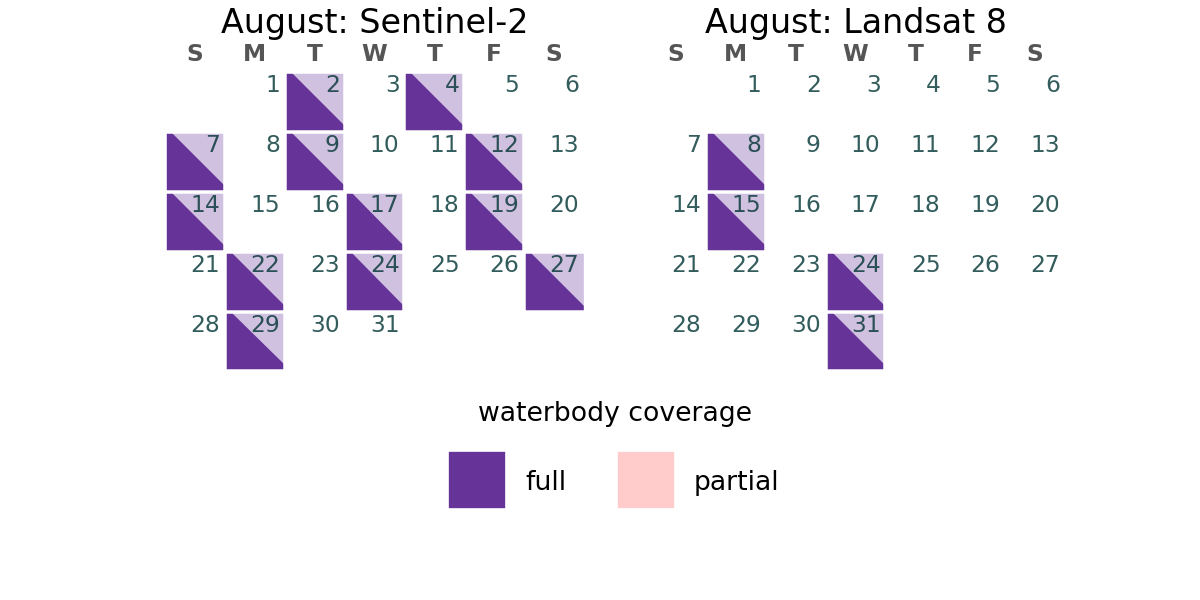 August: Sentinel-2
S M T W T F S
1 2 3 4 5 6
7 8 9 10 11 12 13
14 15 16 17 18 19 20
21 22 23 24 25 26 27
28 29 30 31
August: Landsat 8
S M T W T F S
1 2 3 4 5 6
7 8 9 10 11 12 13
14 15 16 17 18 19 20
21 22 23 24 25 26 27
28 29 30 31
waterbody coverage
full partial